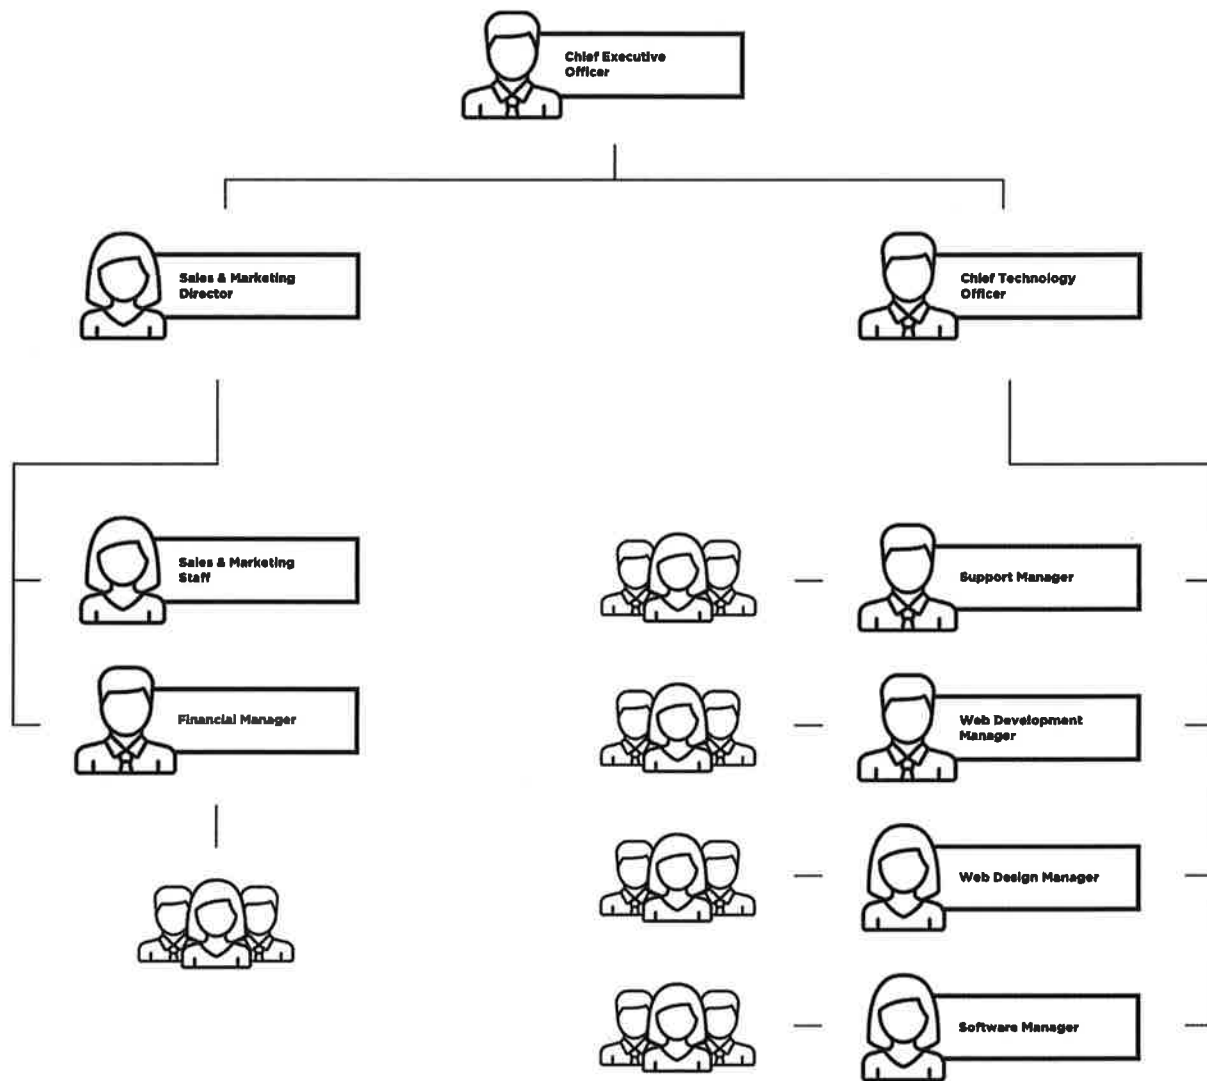 Chief Executive
Officer
Sales & Marketing
Director
Chief Technology
Officer
Sales & Marketing
Staff
Financial Manager
Support Manager
Web Development
Manager
Web Design Manager
Software Manager